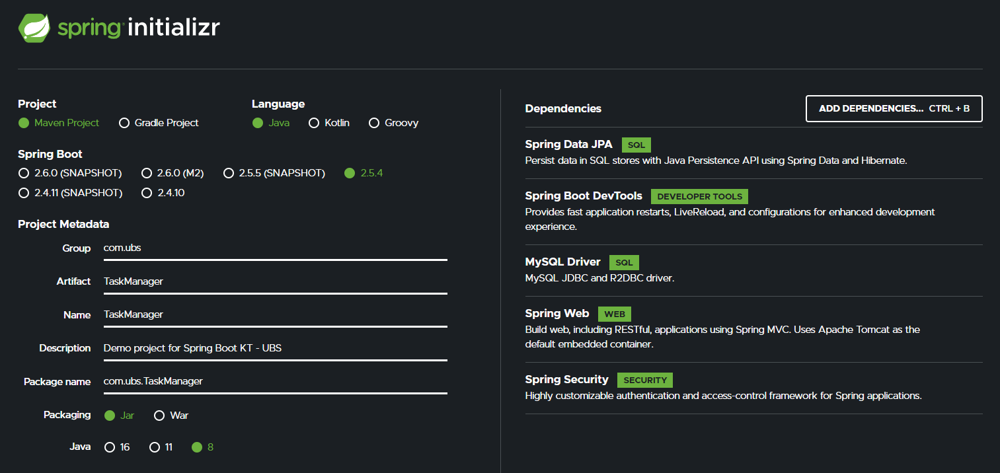 spring initializr
Project
Maven Project Gradle Project
Language
Java Kotlin Groovy
Spring Boot
2.6.0 (SNAPSHOT) 2.6.0 (M2) 2.5.5 (SNAPSHOT) 2.5.4
2.4.11 (SNAPSHOT) 2.4.10
Project Metadata
Group com.ubs
Artifact TaskManager
Name TaskManager
Description Demo project for Spring Boot KT - UBS
Package name com.ubs.TaskManager
Packaging Jar War
Java 16 11 8
Dependencies ADD DEPENDENCIES... CTRL + B
Spring Data JPA SQL
Persist data in SQL stores with Java Persistence API using Spring Data and Hibernate.
Spring Boot DevTools DEVELOPER TOOLS
Provides fast application restarts, LiveReload, and configurations for enhanced development
experience.
MySQL Driver SQL
MySQL JDBC and R2DBC driver.
Spring Web WEB
Build web, including RESTful, applications using Spring MVC. Uses Apache Tomcat as the
default embedded container.
Spring Security SECURITY
Highly customizable authentication and access-control framework for Spring applications.